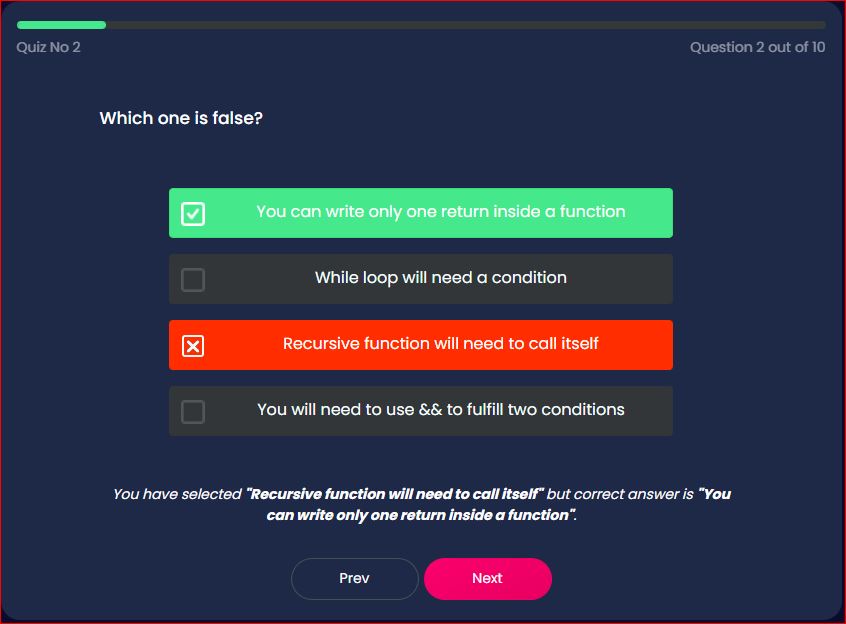 Quiz No 2
Question 2 out of 10
Which one is false?
You can write only one return inside a function
While loop will need a condition
Recursive function will need to call itself
You will need to use && to fulfill two conditions
You have selected "Recursive function will need to call itself" but correct answer is "You
can write only one return inside a function".
Prev
Next